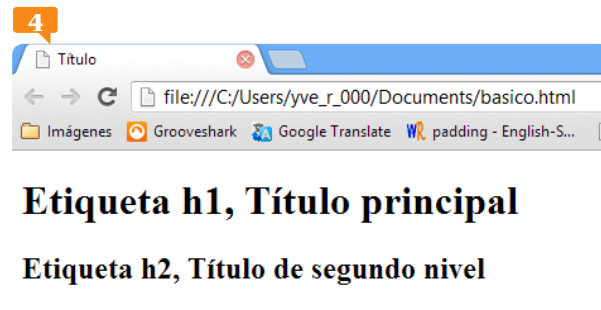 4
Título
file:///C:/Users/yve_r_000/Documents/basico.html
Imágenes Grooveshark Google Translate WR padding - English-S...
Etiqueta h1, Título principal
Etiqueta h2, Título de segundo nivel